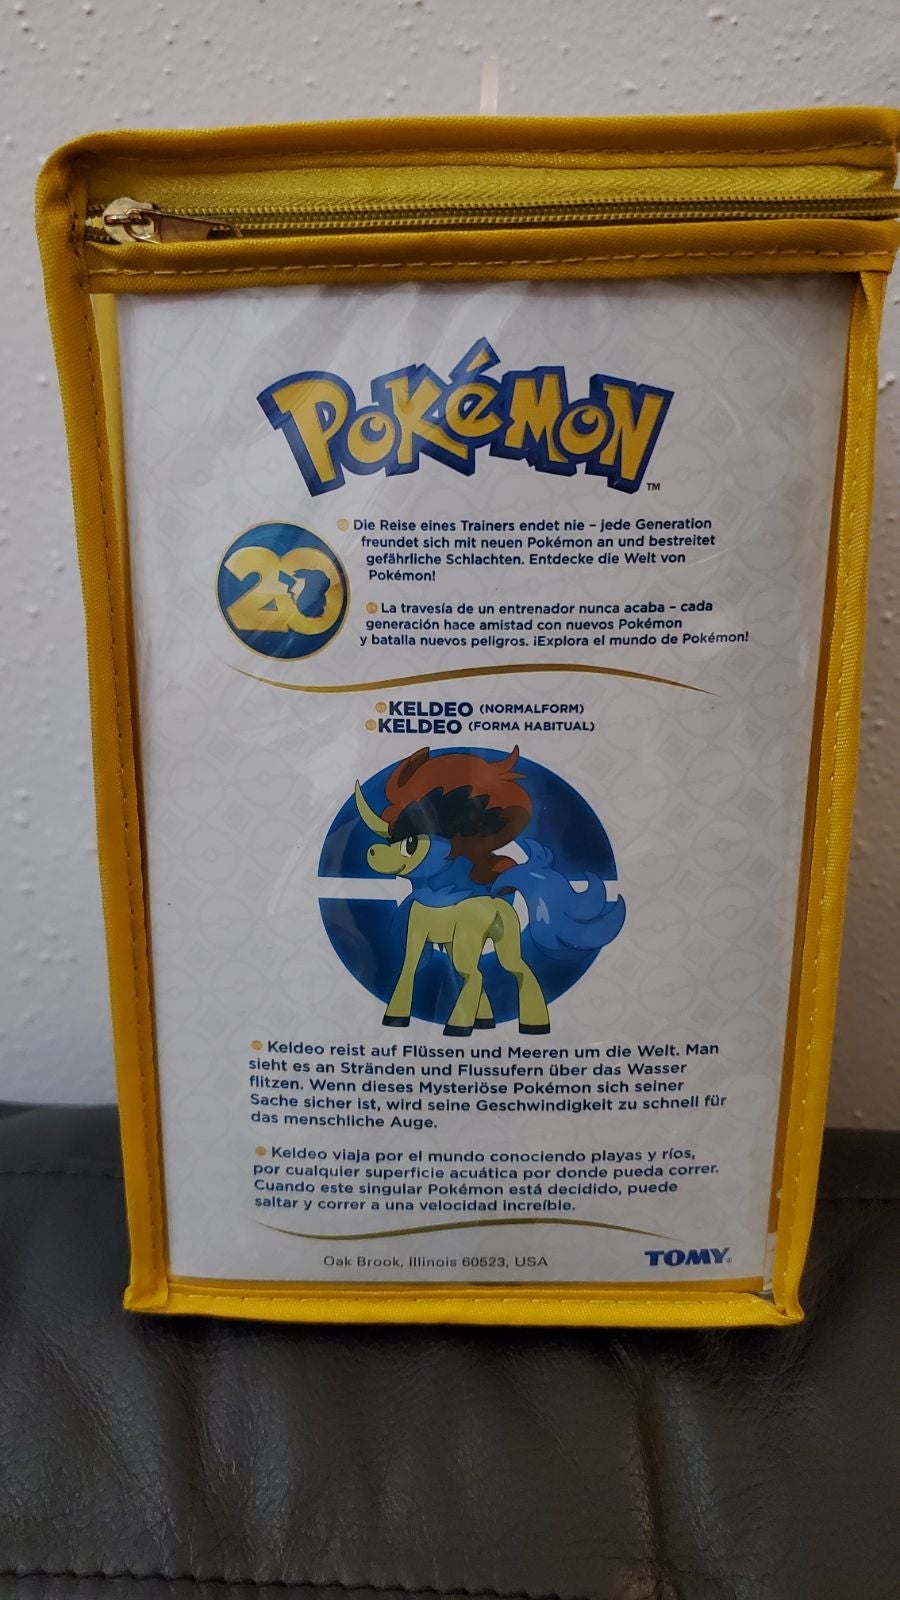 POKÉMON
TM
20
DE Die Reise eines Trainers endet nie – jede Generation
freundet sich mit neuen Pokémon an und bestreitet
gefährliche Schlachten. Entdecke die Welt von
Pokémon!
ES La travesía de un entrenador nunca acaba – cada
generación hace amistad con nuevos Pokémon
y batalla nuevos peligros. ¡Explora el mundo de Pokémon!
DE KELDEO (NORMALFORM)
ES KELDEO (FORMA HABITUAL)
DE Keldeo reist auf Flüssen und Meeren um die Welt. Man
sieht es an Stränden und Flussufern über das Wasser
flitzen. Wenn dieses Mysteriöse Pokémon sich seiner
Sache sicher ist, wird seine Geschwindigkeit zu schnell für
das menschliche Auge.
ES Keldeo viaja por el mundo conociendo playas y ríos,
por cualquier superficie acuática por donde pueda correr.
Cuando este singular Pokémon está decidido, puede
saltar y correr a una velocidad increíble.
Oak Brook, Illinois 60523, USA
TOMY®